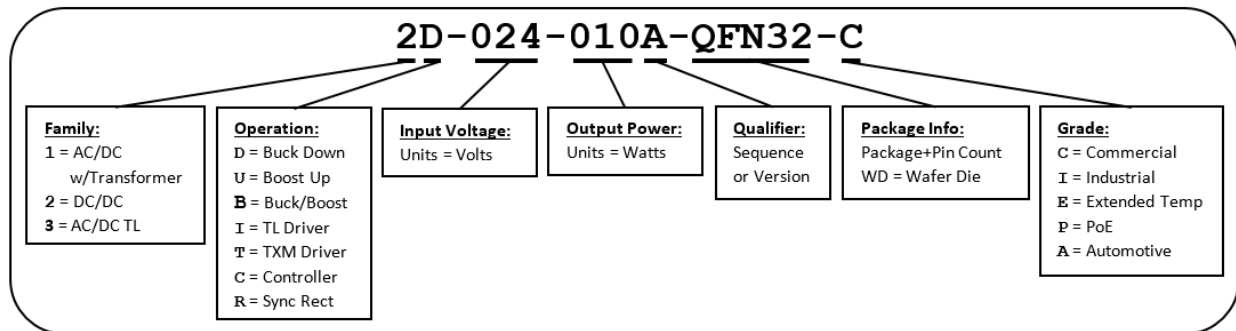 2D-024-010A-QFN32-C
Family:
1 = AC/DC
w/Transformer
2 = DC/DC
3 = AC/DC TL
Operation:
D = Buck Down
U = Boost Up
B = Buck/Boost
I = TL Driver
T = TXM Driver
C = Controller
R = Sync Rect
Input Voltage:
Units = Volts
Output Power:
Units = Watts
Qualifier:
Sequence
or Version
Package Info:
Package+Pin Count
WD = Wafer Die
Grade:
C = Commercial
I = Industrial
E = Extended Temp
P = PoE
A = Automotive